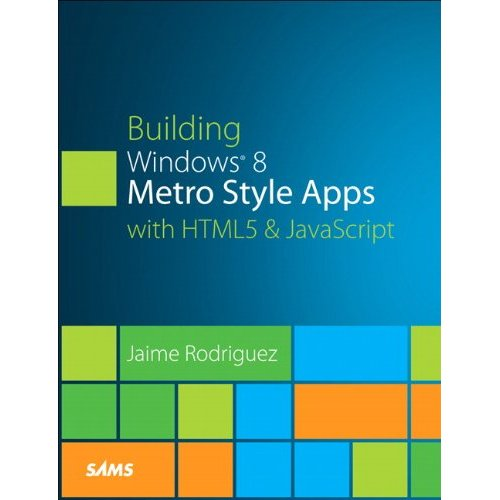 Building
Windows® 8
Metro Style Apps
with HTML5 & JavaScript
Jaime Rodriguez
SAMS